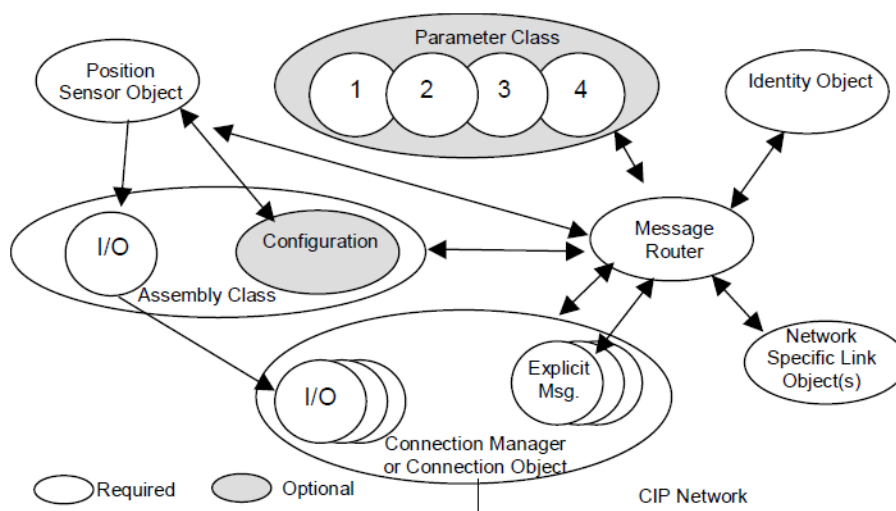 Parameter Class
1 2 3 4
Position
Sensor Object
Identity Object
I/O
Configuration
Assembly Class
Message
Router
Network
Specific Link
Object(s)
I/O
Explicit
Msg.
Connection Manager
or Connection Object
Required
Optional
CIP Network